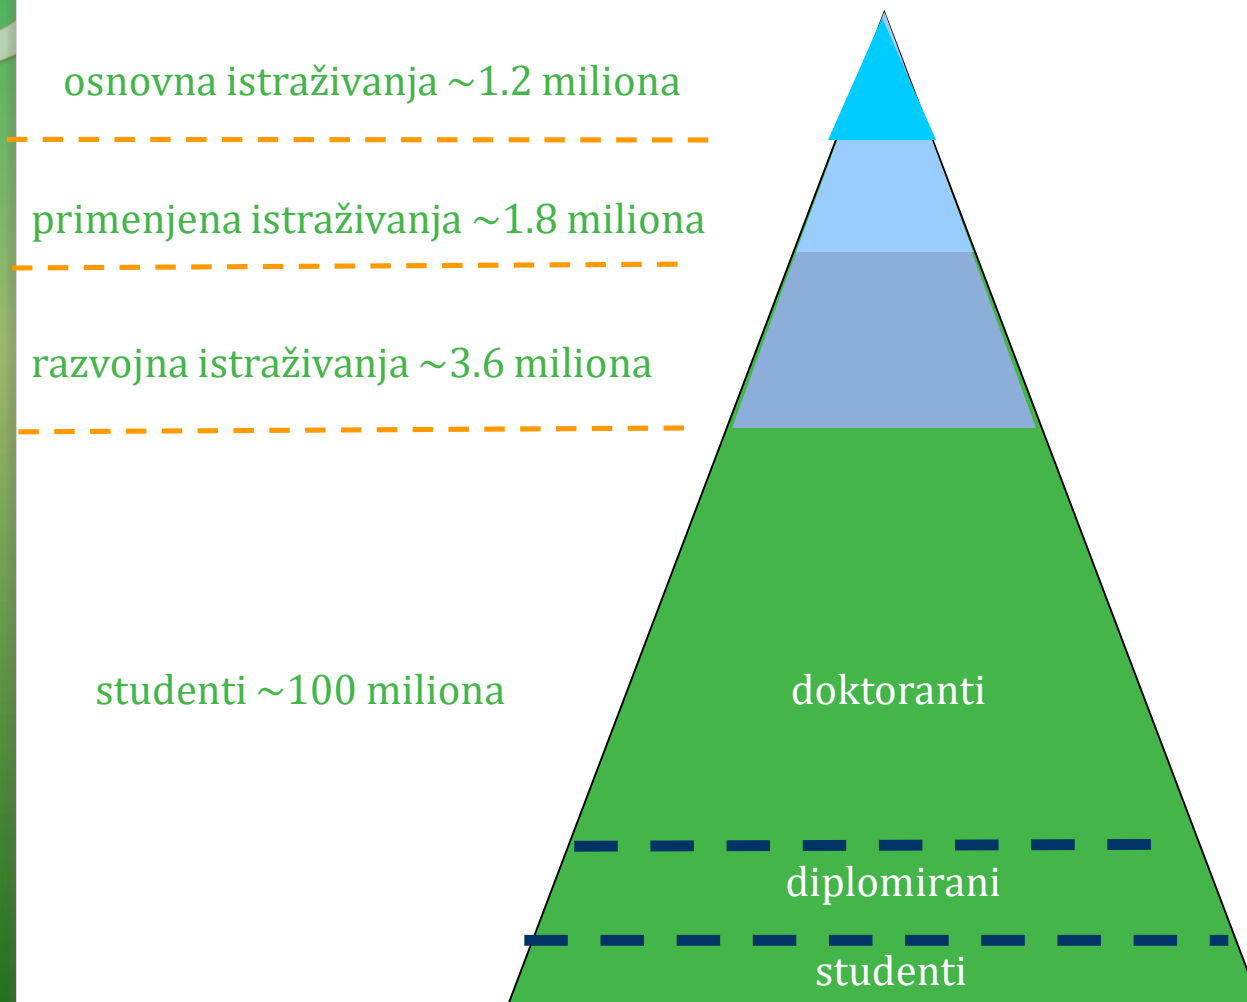 osnovna istraživanja ~1.2 miliona
primenjena istraživanja ~1.8 miliona
razvojna istraživanja ~3.6 miliona
studenti ~100 miliona
doktoranti
diplomirani
studenti